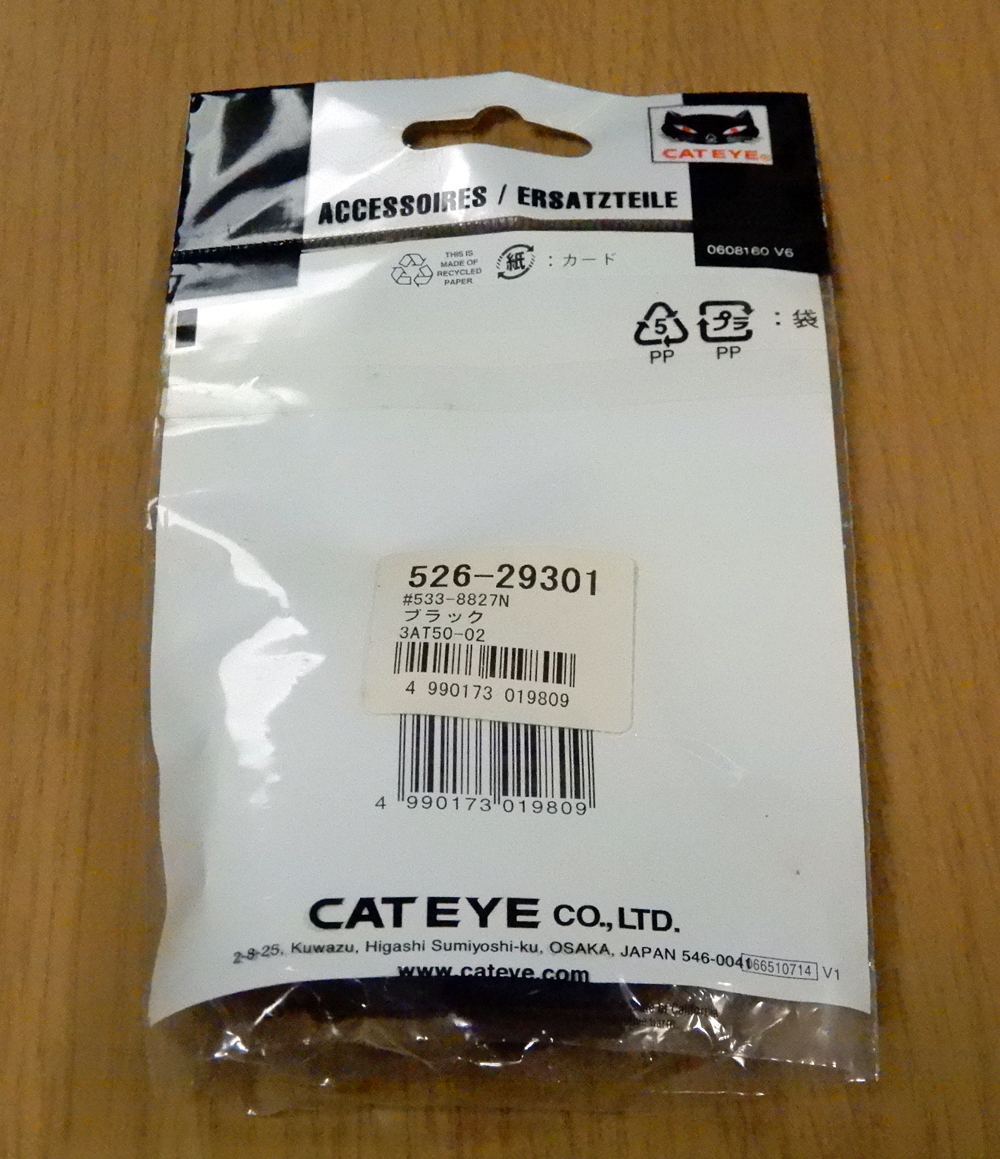 CATEYE®
ACCESSOIRES / ERSATZTEILE
0608160 V6
THIS IS
MADE OF
RECYCLED
PAPER
紙 : カード
5 プラ : 袋
PP PP
526-29301
#533-8827N
ブラック
3AT50-02
4 990173 019809
4 990173 019809
CATEYE CO., LTD.
2-8-25, Kuwazu, Higashi Sumiyoshi-ku, OSAKA, JAPAN 546-0041
066510714 V1
www.cateye.com